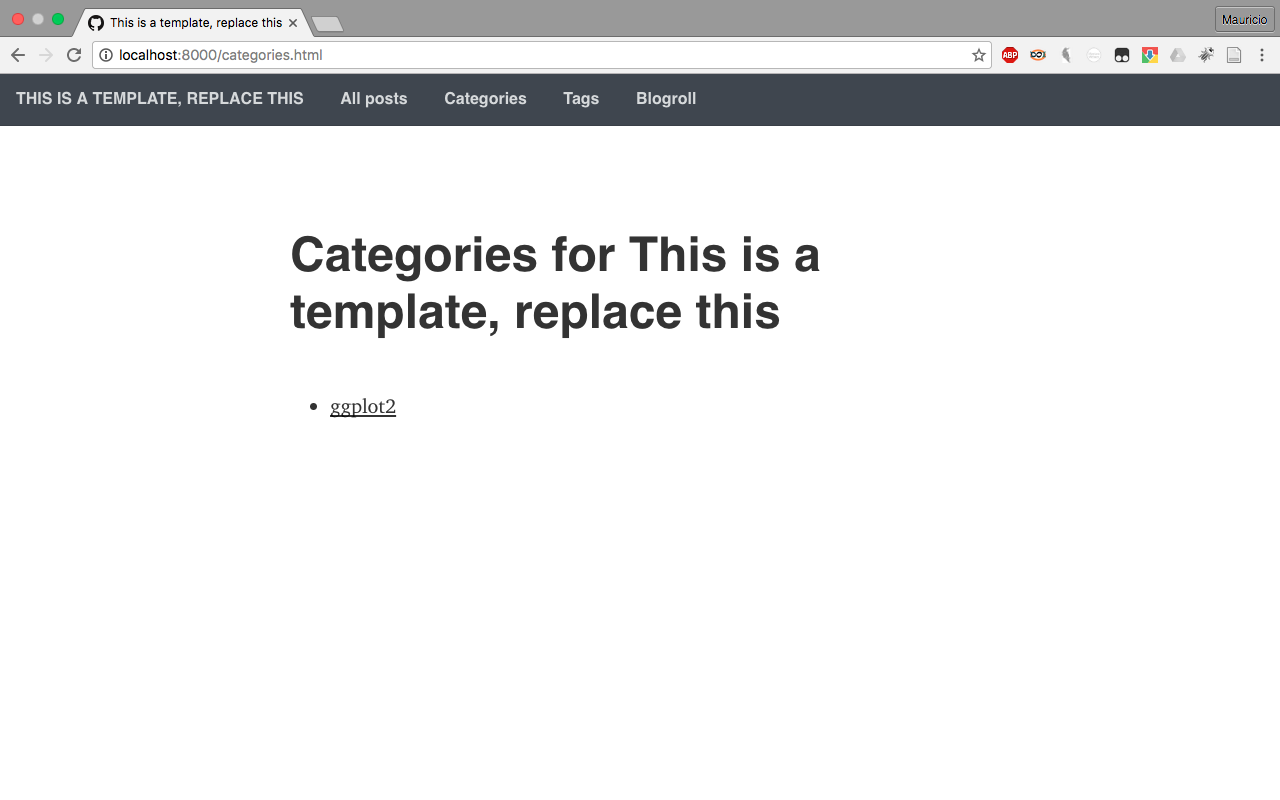 This is a template, replace this
Mauricio
localhost:8000/categories.html
ABP
THIS IS A TEMPLATE, REPLACE THIS All posts Categories Tags Blogroll
Categories for This is a
template, replace this
ggplot2